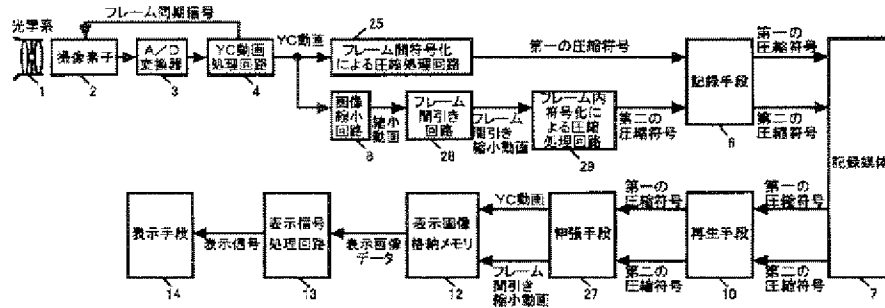 光学系
フレーム同期信号
25
撮像素子
A/D
変換器
YC動画
処理回路
YC動画
フレーム間符号化
による圧縮処理回路
第一の圧縮符号
第一の
圧縮符号
記録手段
1
2
3
4
画像
縮小
回路
縮小
動画
フレーム
間引き
回路
フレーム
間引き
縮小動画
フレーム内
符号化に
よる圧縮
処理回路
第二の
圧縮符号
第二の
圧縮符号
8
28
29
6
記録媒体
表示手段
表示信号
表示信号
処理回路
表示画像
データ
表示画像
格納メモリ
YC動画
フレーム
間引き
縮小動画
伸張手段
第一の
圧縮符号
第二の
圧縮符号
再生手段
第一の
圧縮符号
第二の
圧縮符号
14
13
12
27
10
7